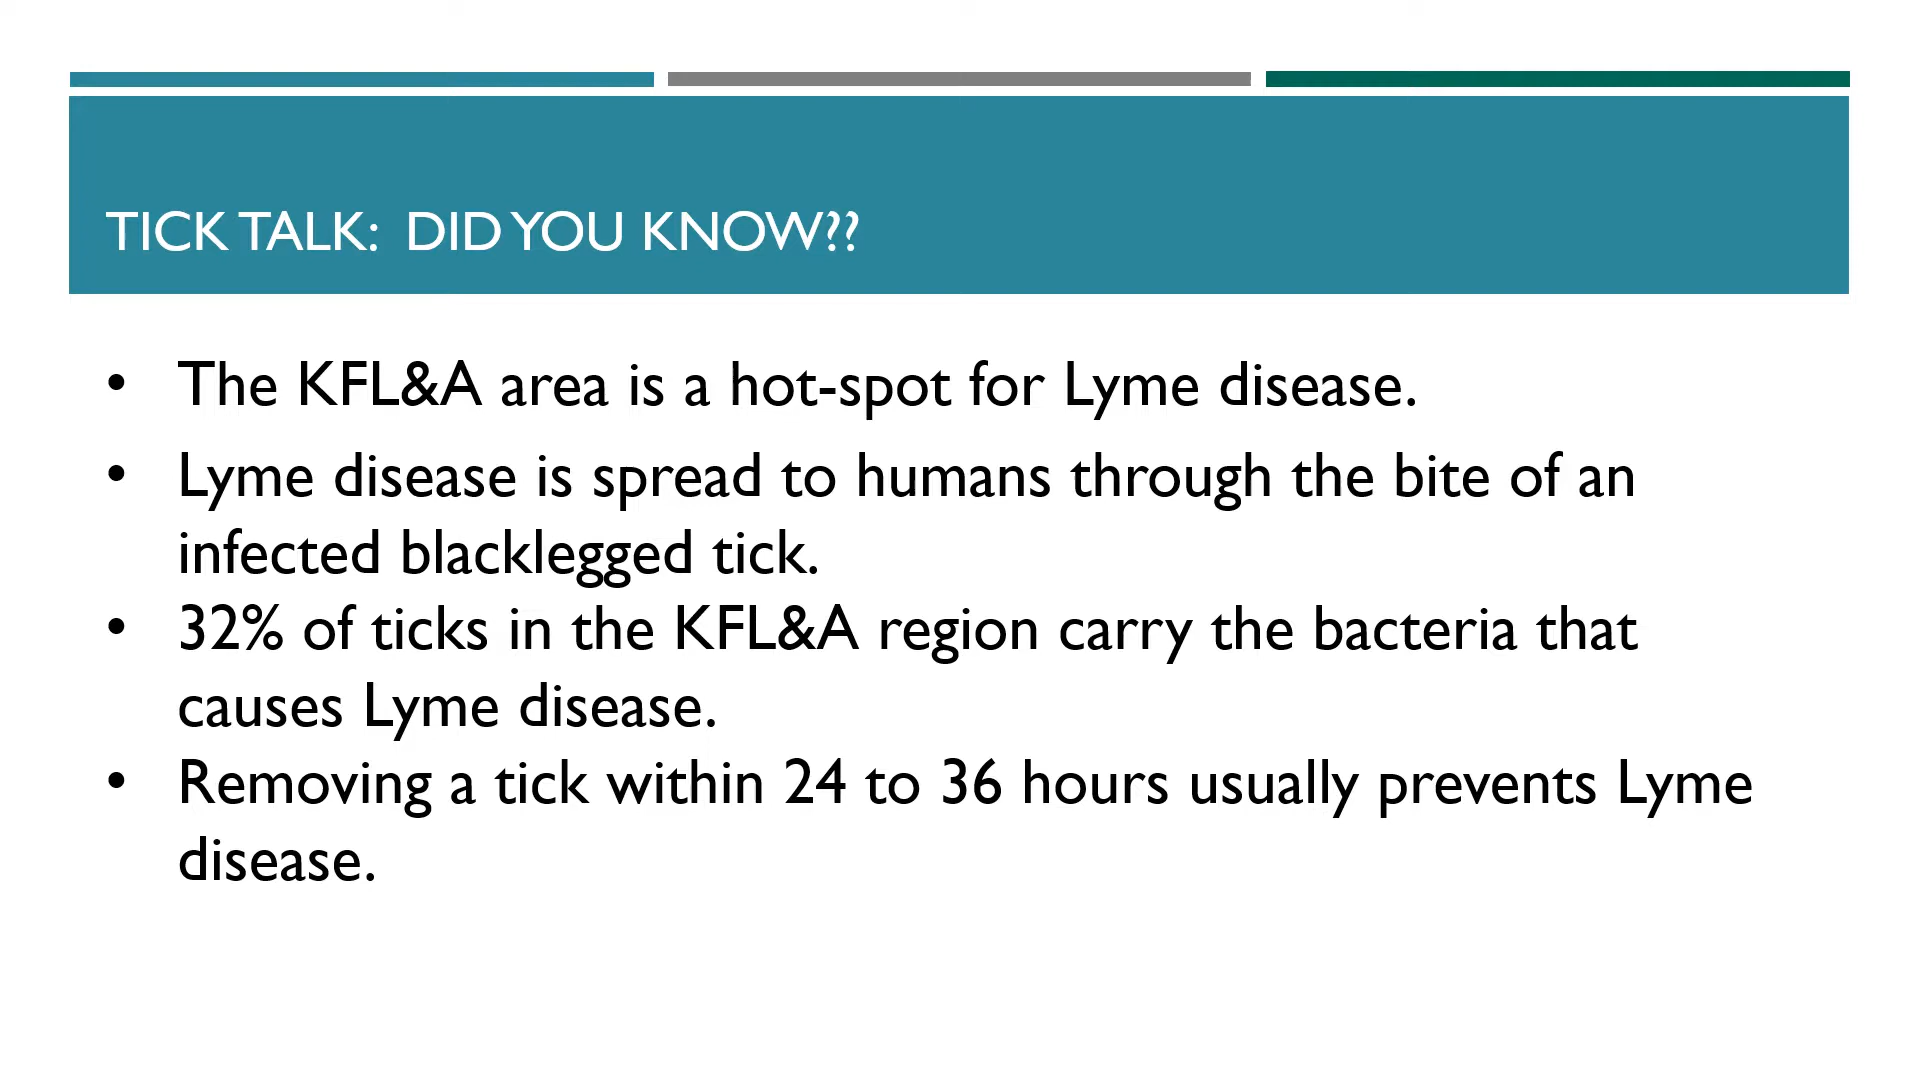 TICK TALK:  DID YOU KNOW??
• The KFL&A area is a hot-spot for Lyme disease.
• Lyme disease is spread to humans through the bite of an
infected blacklegged tick.
• 32% of ticks in the KFL&A region carry the bacteria that
causes Lyme disease.
• Removing a tick within 24 to 36 hours usually prevents Lyme
disease.